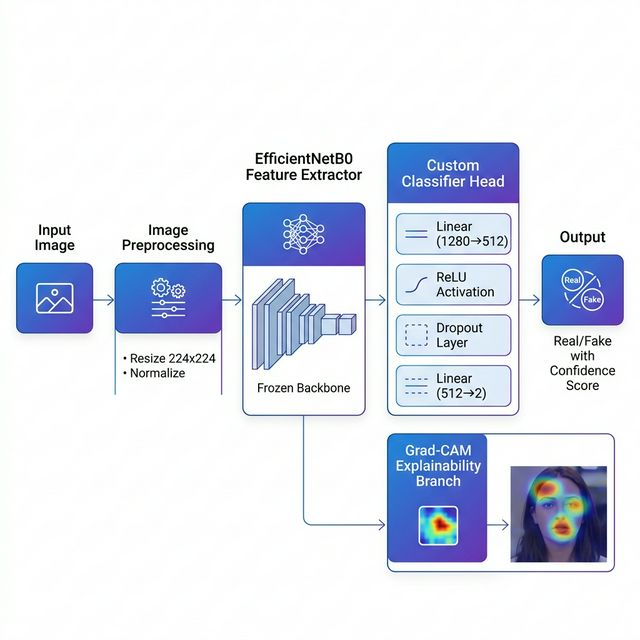 Input
Image
Image
Preprocessing
• Resize 224x224
• Normalize
EfficientNetB0
Feature Extractor
Frozen Backbone
Custom
Classifier Head
Linear
(1280→512)
ReLU
Activation
Dropout
Layer
Linear
(512→2)
Output
Real
Fake
Real/Fake
with
Confidence
Score
Grad-CAM
Explainability
Branch